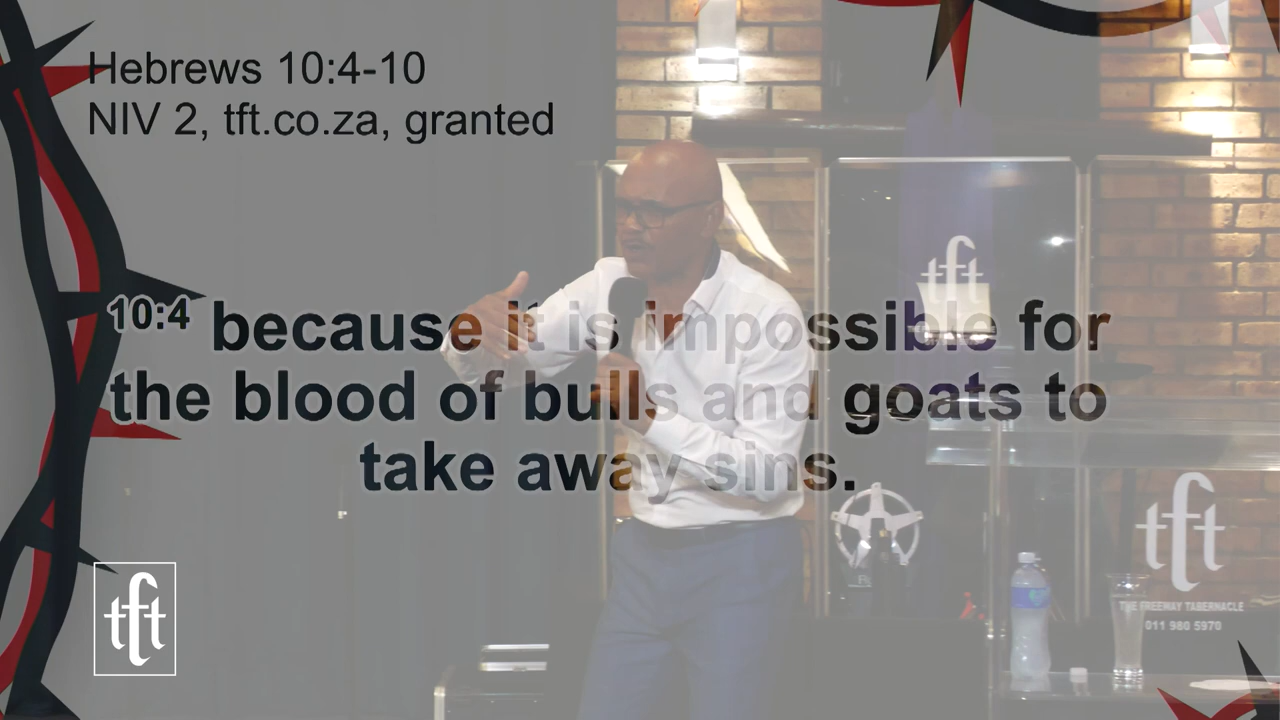 Hebrews 10:4-10
NIV 2, tft.co.za, granted
10:4 because it is impossible for
the blood of bulls and goats to
take away sins.
tft
tft
tft
THE FREEWAY TABERNACLE
011 980 5970